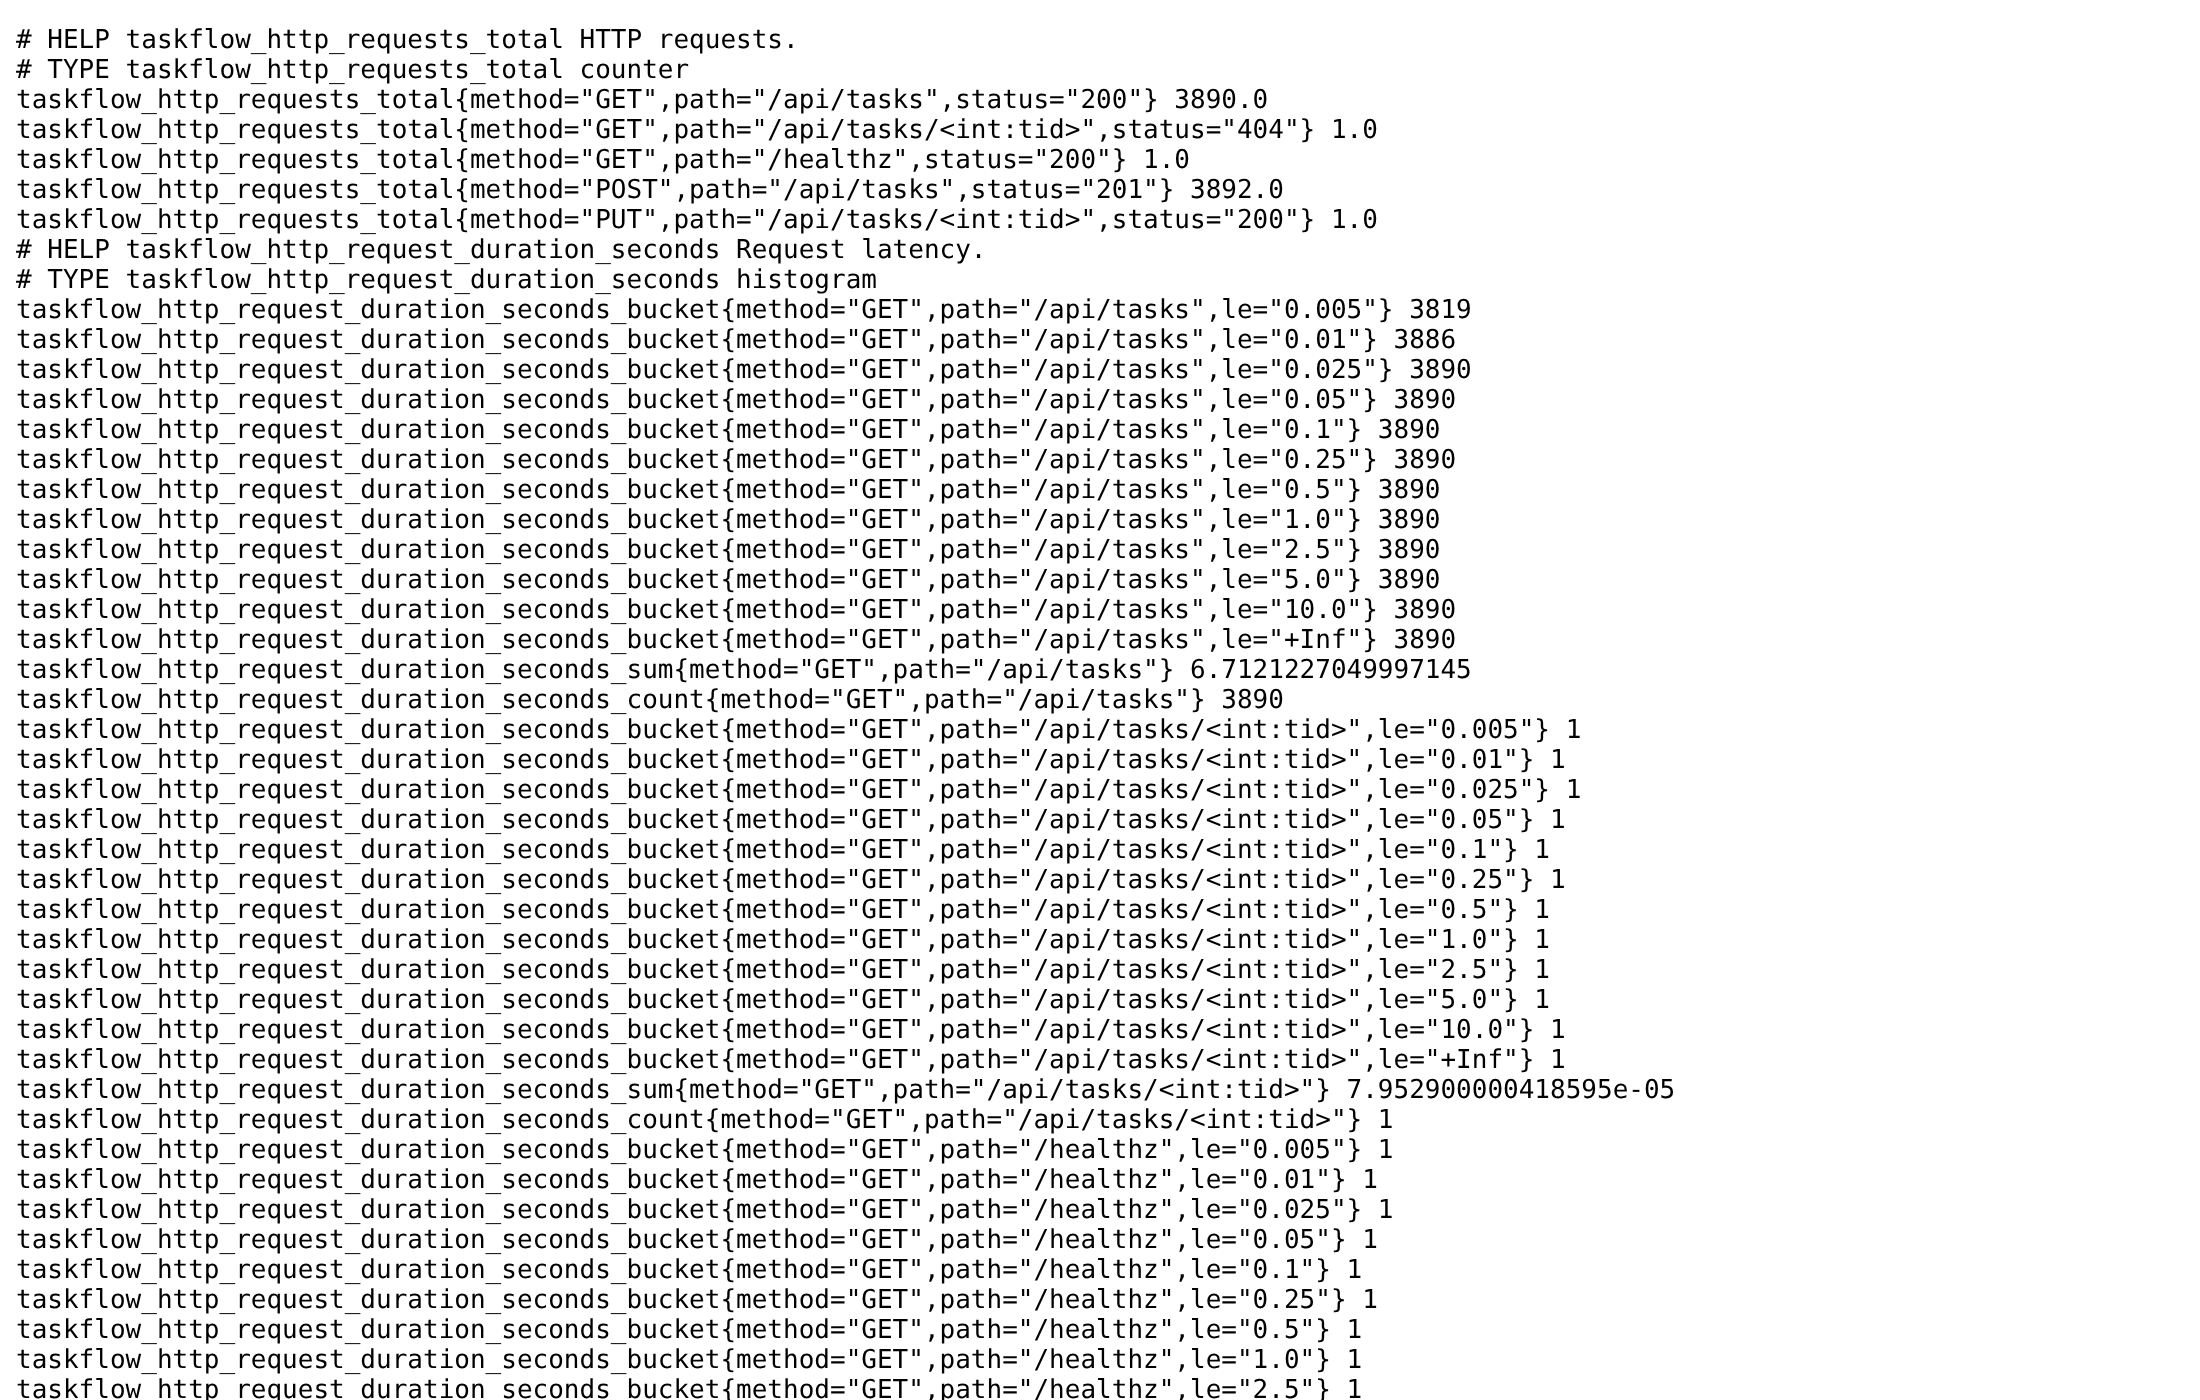 # HELP taskflow_http_requests_total HTTP requests.
# TYPE taskflow_http_requests_total counter
taskflow_http_requests_total{method="GET",path="/api/tasks",status="200"} 3890.0
taskflow_http_requests_total{method="GET",path="/api/tasks/<int:tid>",status="404"} 1.0
taskflow_http_requests_total{method="GET",path="/healthz",status="200"} 1.0
taskflow_http_requests_total{method="POST",path="/api/tasks",status="201"} 3892.0
taskflow_http_requests_total{method="PUT",path="/api/tasks/<int:tid>",status="200"} 1.0
# HELP taskflow_http_request_duration_seconds Request latency.
# TYPE taskflow_http_request_duration_seconds histogram
taskflow_http_request_duration_seconds_bucket{method="GET",path="/api/tasks",le="0.005"} 3819
taskflow_http_request_duration_seconds_bucket{method="GET",path="/api/tasks",le="0.01"} 3886
taskflow_http_request_duration_seconds_bucket{method="GET",path="/api/tasks",le="0.025"} 3890
taskflow_http_request_duration_seconds_bucket{method="GET",path="/api/tasks",le="0.05"} 3890
taskflow_http_request_duration_seconds_bucket{method="GET",path="/api/tasks",le="0.1"} 3890
taskflow_http_request_duration_seconds_bucket{method="GET",path="/api/tasks",le="0.25"} 3890
taskflow_http_request_duration_seconds_bucket{method="GET",path="/api/tasks",le="0.5"} 3890
taskflow_http_request_duration_seconds_bucket{method="GET",path="/api/tasks",le="1.0"} 3890
taskflow_http_request_duration_seconds_bucket{method="GET",path="/api/tasks",le="2.5"} 3890
taskflow_http_request_duration_seconds_bucket{method="GET",path="/api/tasks",le="5.0"} 3890
taskflow_http_request_duration_seconds_bucket{method="GET",path="/api/tasks",le="10.0"} 3890
taskflow_http_request_duration_seconds_bucket{method="GET",path="/api/tasks",le="+Inf"} 3890
taskflow_http_request_duration_seconds_sum{method="GET",path="/api/tasks"} 6.7121227049997145
taskflow_http_request_duration_seconds_count{method="GET",path="/api/tasks"} 3890
taskflow_http_request_duration_seconds_bucket{method="GET",path="/api/tasks/<int:tid>",le="0.005"} 1
taskflow_http_request_duration_seconds_bucket{method="GET",path="/api/tasks/<int:tid>",le="0.01"} 1
taskflow_http_request_duration_seconds_bucket{method="GET",path="/api/tasks/<int:tid>",le="0.025"} 1
taskflow_http_request_duration_seconds_bucket{method="GET",path="/api/tasks/<int:tid>",le="0.05"} 1
taskflow_http_request_duration_seconds_bucket{method="GET",path="/api/tasks/<int:tid>",le="0.1"} 1
taskflow_http_request_duration_seconds_bucket{method="GET",path="/api/tasks/<int:tid>",le="0.25"} 1
taskflow_http_request_duration_seconds_bucket{method="GET",path="/api/tasks/<int:tid>",le="0.5"} 1
taskflow_http_request_duration_seconds_bucket{method="GET",path="/api/tasks/<int:tid>",le="1.0"} 1
taskflow_http_request_duration_seconds_bucket{method="GET",path="/api/tasks/<int:tid>",le="2.5"} 1
taskflow_http_request_duration_seconds_bucket{method="GET",path="/api/tasks/<int:tid>",le="5.0"} 1
taskflow_http_request_duration_seconds_bucket{method="GET",path="/api/tasks/<int:tid>",le="10.0"} 1
taskflow_http_request_duration_seconds_bucket{method="GET",path="/api/tasks/<int:tid>",le="+Inf"} 1
taskflow_http_request_duration_seconds_sum{method="GET",path="/api/tasks/<int:tid>"} 7.952900000418595e-05
taskflow_http_request_duration_seconds_count{method="GET",path="/api/tasks/<int:tid>"} 1
taskflow_http_request_duration_seconds_bucket{method="GET",path="/healthz",le="0.005"} 1
taskflow_http_request_duration_seconds_bucket{method="GET",path="/healthz",le="0.01"} 1
taskflow_http_request_duration_seconds_bucket{method="GET",path="/healthz",le="0.025"} 1
taskflow_http_request_duration_seconds_bucket{method="GET",path="/healthz",le="0.05"} 1
taskflow_http_request_duration_seconds_bucket{method="GET",path="/healthz",le="0.1"} 1
taskflow_http_request_duration_seconds_bucket{method="GET",path="/healthz",le="0.25"} 1
taskflow_http_request_duration_seconds_bucket{method="GET",path="/healthz",le="0.5"} 1
taskflow_http_request_duration_seconds_bucket{method="GET",path="/healthz",le="1.0"} 1
taskflow_http_request_duration_seconds_bucket{method="GET",path="/healthz",le="2.5"} 1